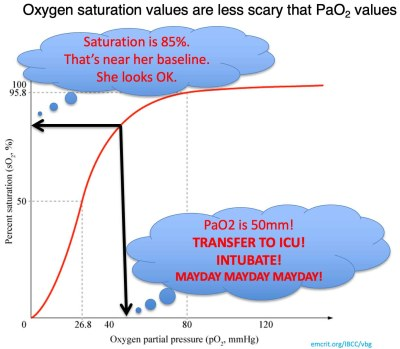 Oxygen saturation values are less scary that PaO₂ values
Saturation is 85%.
That's near her baseline.
She looks OK.
100
95.8
50
Percent saturation (sO₂, %)
PaO2 is 50mm!
TRANSFER TO ICU!
INTUBATE!
MAYDAY MAYDAY MAYDAY!
0 26.8 40 80 120
Oxygen partial pressure (pO₂, mmHg)
emcrit.org/IBCC/vbg